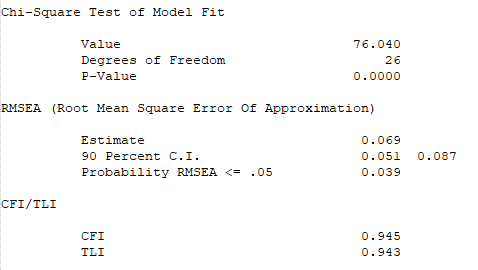 Chi-Square Test of Model Fit
Value 76.040
Degrees of Freedom 26
P-Value 0.0000
RMSEA (Root Mean Square Error Of Approximation)
Estimate 0.069
90 Percent C.I. 0.051 0.087
Probability RMSEA <= .05 0.039
CFI/TLI
CFI 0.945
TLI 0.943